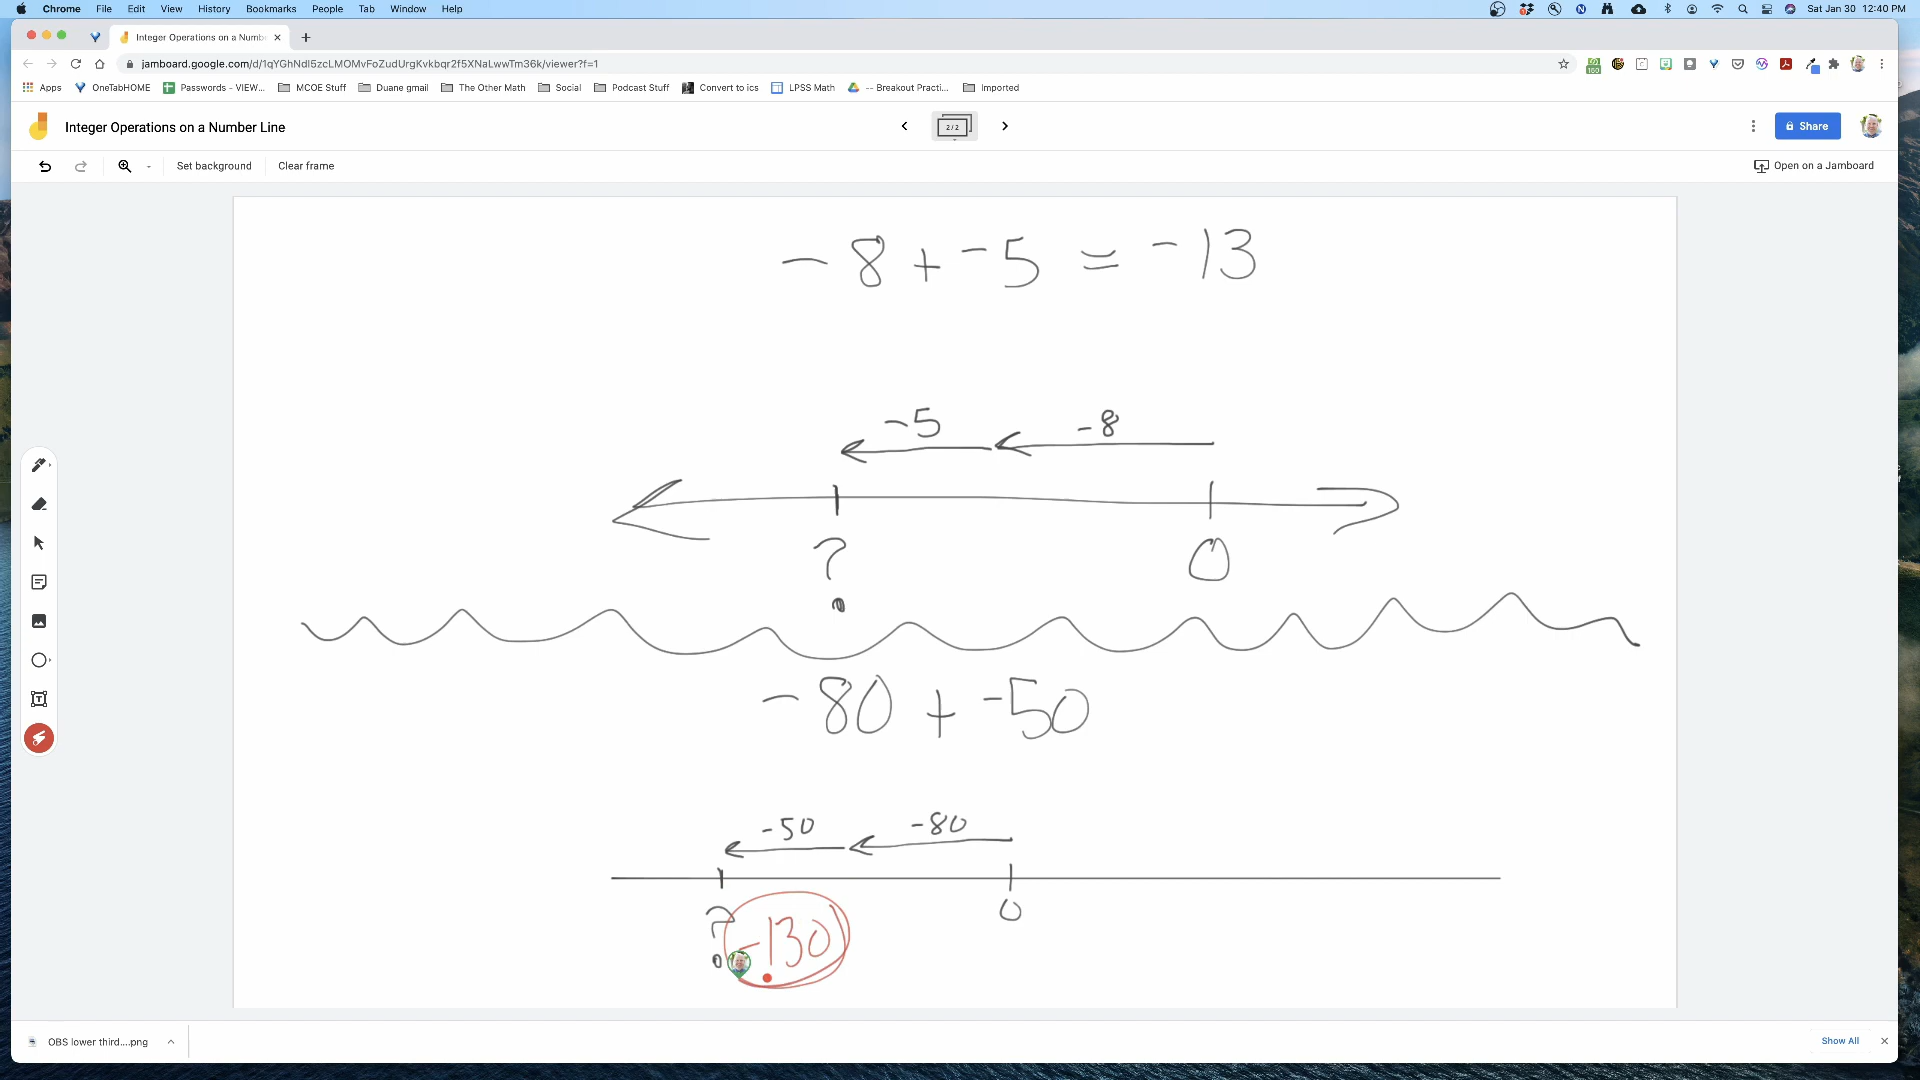 Chrome File Edit View History Bookmarks People Tab Window Help Sat Jan 30 12:40 PM
Integer Operations on a Numb
jamboard.google.com/d/1qYGhNdI5zcLMOMvFoZudUrgKvkbqr2f5XNaLwwTm36k/viewer?f=1
Apps OneTabHOME Passwords - VIEW... MCOE Stuff Duane gmail The Other Math Social Podcast Stuff Convert to ics LPSS Math -- Breakout Practi... Imported
Integer Operations on a Number Line 2/2 Share
Set background Clear frame Open on a Jamboard
-8 + -5 = -13
-5 -8
? 0
-80 + -50
-50 -80
? -130 0
OBS lower third....png Show All